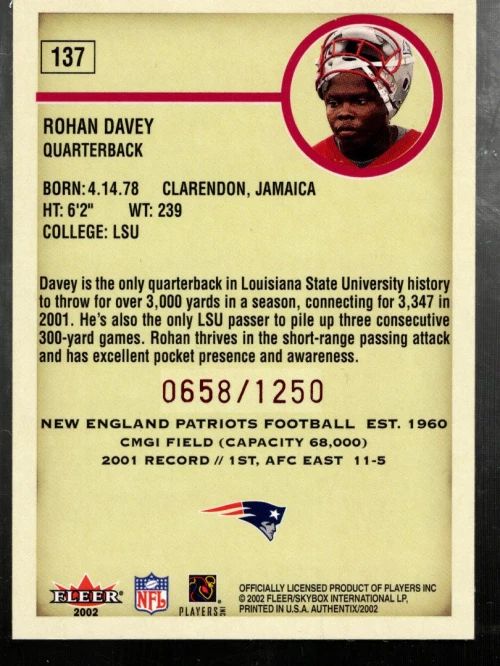 137
ROHAN DAVEY
QUARTERBACK
BORN: 4.14.78 CLARENDON, JAMAICA
HT: 6'2" WT: 239
COLLEGE: LSU
Davey is the only quarterback in Louisiana State University history
to throw for over 3,000 yards in a season, connecting for 3,347 in
2001. He's also the only LSU passer to pile up three consecutive
300-yard games. Rohan thrives in the short-range passing attack
and has excellent pocket presence and awareness.
0658/1250
NEW ENGLAND PATRIOTS FOOTBALL EST. 1960
CMGI FIELD (CAPACITY 68,000)
2001 RECORD // 1ST, AFC EAST 11-5
FLEER
2002
NFL
PLAYERS INC
OFFICIALLY LICENSED PRODUCT OF PLAYERS INC
© 2002 FLEER/SKYBOX INTERNATIONAL LP,
PRINTED IN U.S.A. AUTHENTIX/2002